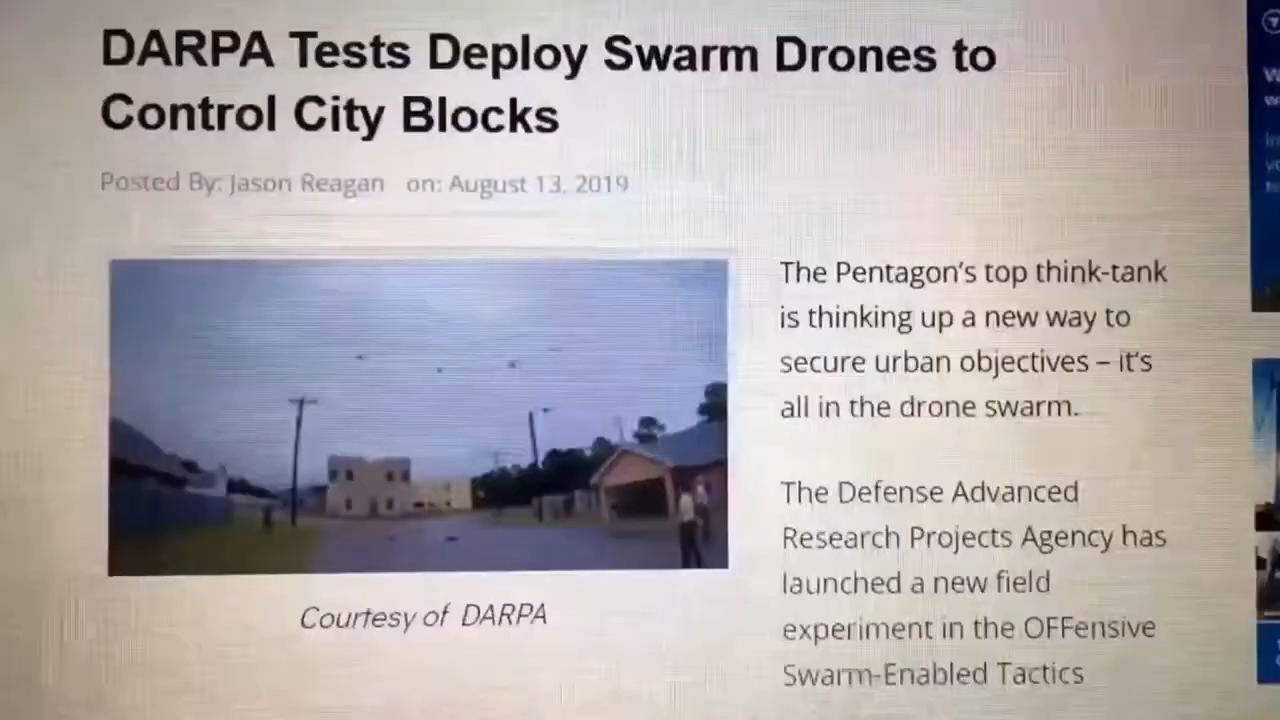 DARPA Tests Deploy Swarm Drones to
Control City Blocks
Posted By: Jason Reagan on: August 13, 2019
The Pentagon's top think-tank
is thinking up a new way to
secure urban objectives – it's
all in the drone swarm.
The Defense Advanced
Research Projects Agency has
launched a new field
experiment in the OFFensive
Swarm-Enabled Tactics
Courtesy of DARPA